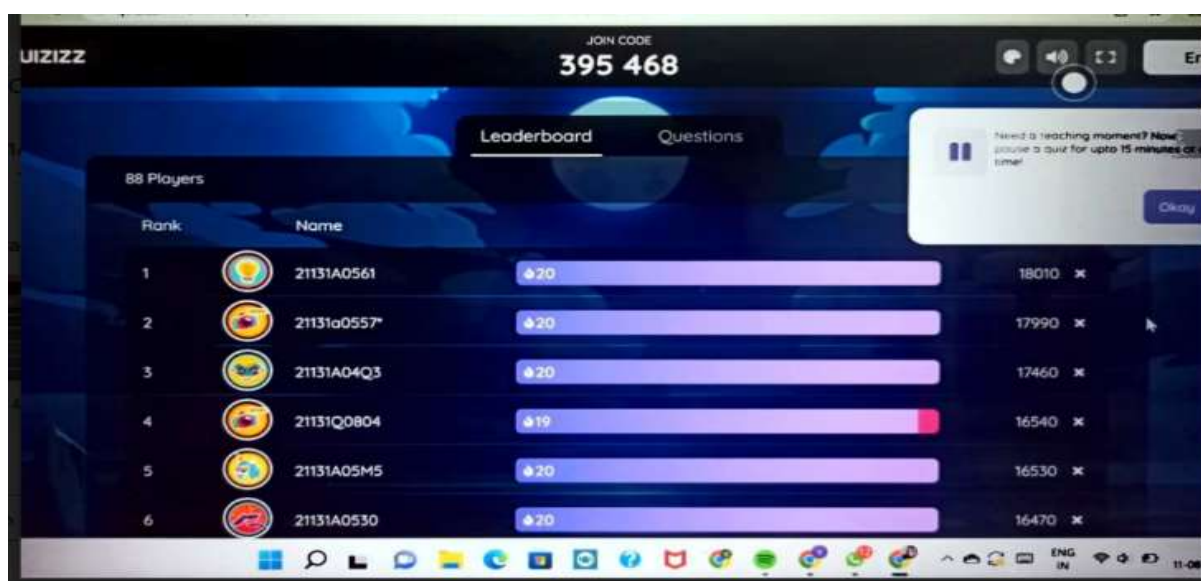 UIZIZZ
JOIN CODE
395 468
En
Leaderboard Questions
Need a teaching moment? Now
pause a quiz for upto 15 minutes at a
time!
Okay
88 Players
Rank Name
1 21131A0561 20 18010
2 21131a0557* 20 17990
3 21131A04Q3 20 17460
4 21131Q0804 19 16540
5 21131A05M5 20 16530
6 21131A0530 20 16470
ENG
IN